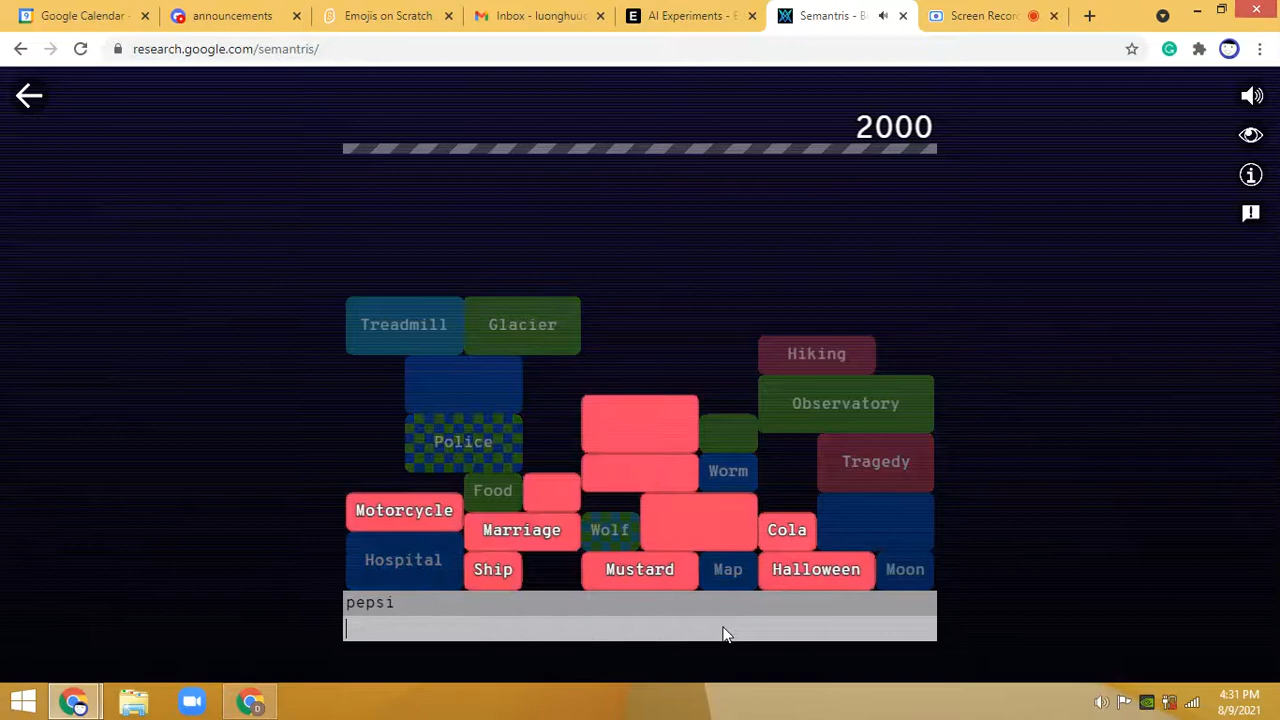 Google Calendar -
announcements
Emojis on Scratch
Inbox - luonghuuc
AI Experiments - E
Semantris - B
Screen Recor
research.google.com/semantris/
2000
Treadmill
Glacier
Hiking
Observatory
Police
Tragedy
Worm
Food
Motorcycle
Marriage
Wolf
Cola
Hospital
Ship
Mustard
Map
Halloween
Moon
pepsi
4:31 PM
8/9/2021